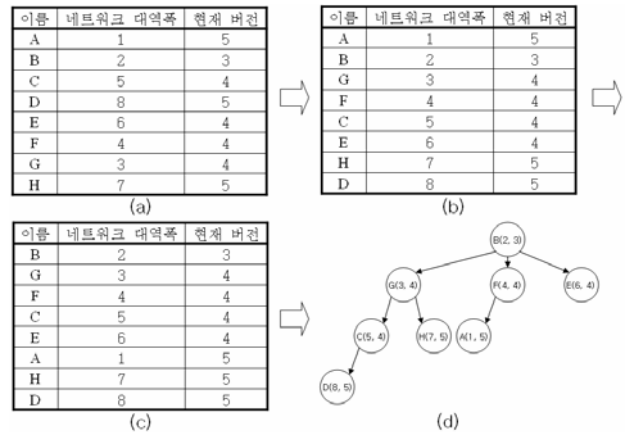 이름 네트워크 대역폭 현재 버전
A 1 5
B 2 3
C 5 4
D 8 5
E 6 4
F 4 4
G 3 4
H 7 5
(a)
이름 네트워크 대역폭 현재 버전
A 1 5
B 2 3
G 3 4
F 4 4
C 5 4
E 6 4
H 7 5
D 8 5
(b)
이름 네트워크 대역폭 현재 버전
B 2 3
G 3 4
F 4 4
C 5 4
E 6 4
A 1 5
H 7 5
D 8 5
(c)
B(2, 3)
G(3, 4) F(4, 4) E(6, 4)
C(5, 4) H(7, 5) A(1, 5)
D(8, 5)
(d)